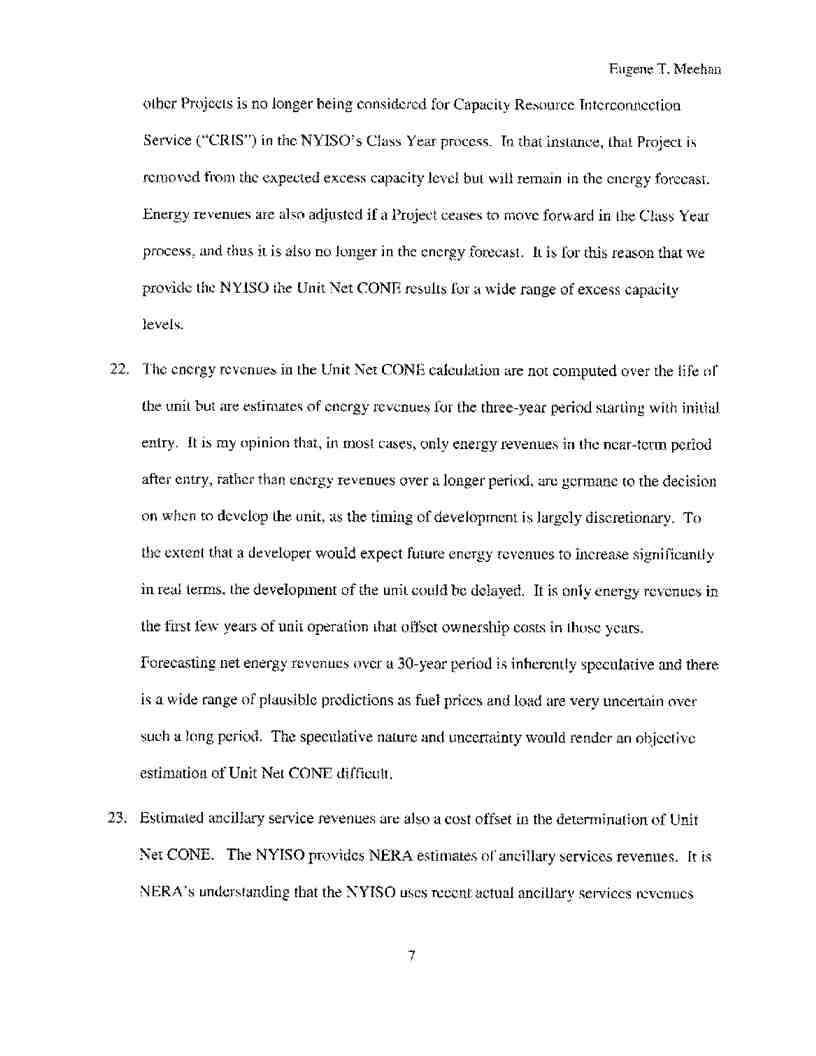 Eugene T. Meehan
other Projects is no longer being considered for Capacity Resource Interconnection
Service (“CRIS”) in the NYISO’s Class Year process. In that instance, that Project is
removed from the expected excess capacity level but will remain in the energy forecast.
Energy revenues are also adjusted if a Project ceases to move forward in the Class Year
process, and thus it is also no longer in the energy forecast. It is for this reason that we
provide the NYISO the Unit Net CONE results for a wide range of excess capacity
levels.
22. The energy revenues in the Unit Net CONE calculation are not computed over the life of
the unit but are estimates of energy revenues for the three-year period starting with initial
entry. It is my opinion that, in most cases, only energy revenues in the near-term period
after entry, rather than energy revenues over a longer period, are germane to the decision
on when to develop the unit, as the timing of development is largely discretionary. To
the extent that a developer would expect future energy revenues to increase significantly
in real terms, the development of the unit could be delayed. It is only energy revenues in
the first few years of unit operation that offset ownership costs in those years.
Forecasting net energy revenues over a 30-year period is inherently speculative and there
is a wide range of plausible predictions as fuel prices and load are very uncertain over
such a long period. The speculative nature and uncertainty would render an objective
estimation of Unit Net CONE difficult.
23. Estimated ancillary service revenues are also a cost offset in the determination of Unit
Net CONE. The NYISO provides NERA estimates of ancillary services revenues. It is
NERA’s understanding that the NYISO uses recent actual ancillary services revenues
7